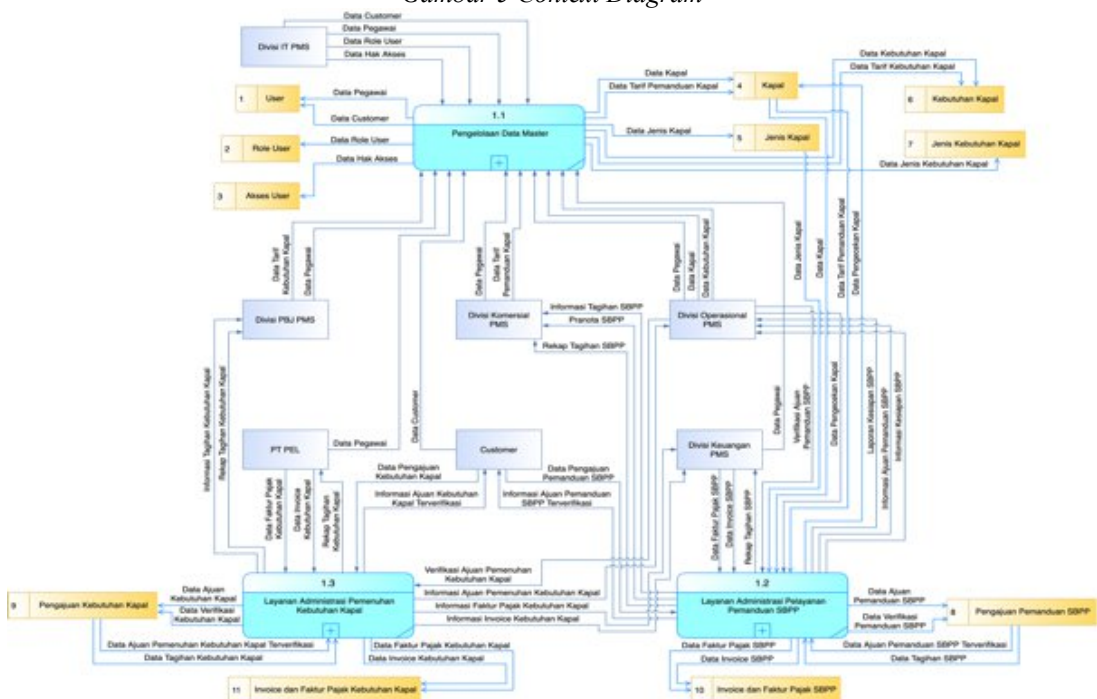 Gambar 3 Context Diagram
Data Customer
Data Pegawai
Divisi IT PMS
Data Role User
Data Hak Akses
1 User
Data Pegawai
Data Customer
2 Role User
Data Role User
Data Hak Akses
3 Akses User
1.1
Pengelolaan Data Master
Data Kapal
Data Tarif Pemanduan Kapal
4 Kapal
Data Jenis Kapal
5 Jenis Kapal
Data Kebutuhan Kapal
Data Tarif Kebutuhan Kapal
6 Kebutuhan Kapal
7 Jenis Kebutuhan Kapal
Data Jenis Kebutuhan Kapal
Data Tarif
Kebutuhan Kapal
Data Pegawai
Data Pegawai
Data Tarif
Pemanduan Kapal
Data Pegawai
Data Kapal
Data Kebutuhan Kapal
Data Jenis Kapal
Data Kapal
Data Tarif Pemanduan Kapal
Data Pengecekan Kapal
Divisi PBJ PMS
Divisi Komersial
PMS
Informasi Tagihan SBPP
Pranota SBPP
Rekap Tagihan SBPP
Divisi Operasional
PMS
Informasi Tagihan Kebutuhan Kapal
Rekap Tagihan Kebutuhan Kapal
Data Customer
Data Pegawai
Verifikasi Ajuan
Pemanduan SBPP
Data Pengecekan Kapal
Laporan Kesiapan SBPP
Informasi Ajuan Pemanduan SBPP
Informasi Kesiapan SBPP
PT PEL
Data Pegawai
Customer
Divisi Keuangan
PMS
Data Pengajuan
Kebutuhan Kapal
Informasi Ajuan Kebutuhan
Kapal Terverifikasi
Data Pengajuan
Pemanduan SBPP
Informasi Ajuan Pemanduan
SBPP Terverifikasi
Data Faktur Pajak
Kebutuhan Kapal
Data Invoice
Kebutuhan Kapal
Rekap Tagihan
Kebutuhan Kapal
Data Faktur Pajak SBPP
Data Invoice SBPP
Rekap Tagihan SBPP
1.3
Layanan Administrasi Pemenuhan
Kebutuhan Kapal
Verifikasi Ajuan Pemenuhan
Kebutuhan Kapal
Informasi Ajuan Pemenuhan Kebutuhan Kapal
Informasi Faktur Pajak Kebutuhan Kapal
Informasi Invoice Kebutuhan Kapal
1.2
Layanan Administrasi Pelayanan
Pemanduan SBPP
9 Pengajuan Kebutuhan Kapal
Data Ajuan
Kebutuhan Kapal
Data Verifikasi
Kebutuhan Kapal
Data Ajuan Pemenuhan Kebutuhan Kapal Terverifikasi
Data Tagihan Kebutuhan Kapal
Data Faktur Pajak Kebutuhan Kapal
Data Invoice Kebutuhan Kapal
11 Invoice dan Faktur Pajak Kebutuhan Kapal
Data Faktur Pajak SBPP
Data Invoice SBPP
10 Invoice dan Faktur Pajak SBPP
Data Ajuan
Pemanduan SBPP
Data Verifikasi
Pemanduan SBPP
8 Pengajuan Pemanduan SBPP
Data Ajuan Pemanduan SBPP Terverifikasi
Data Tagihan SBPP